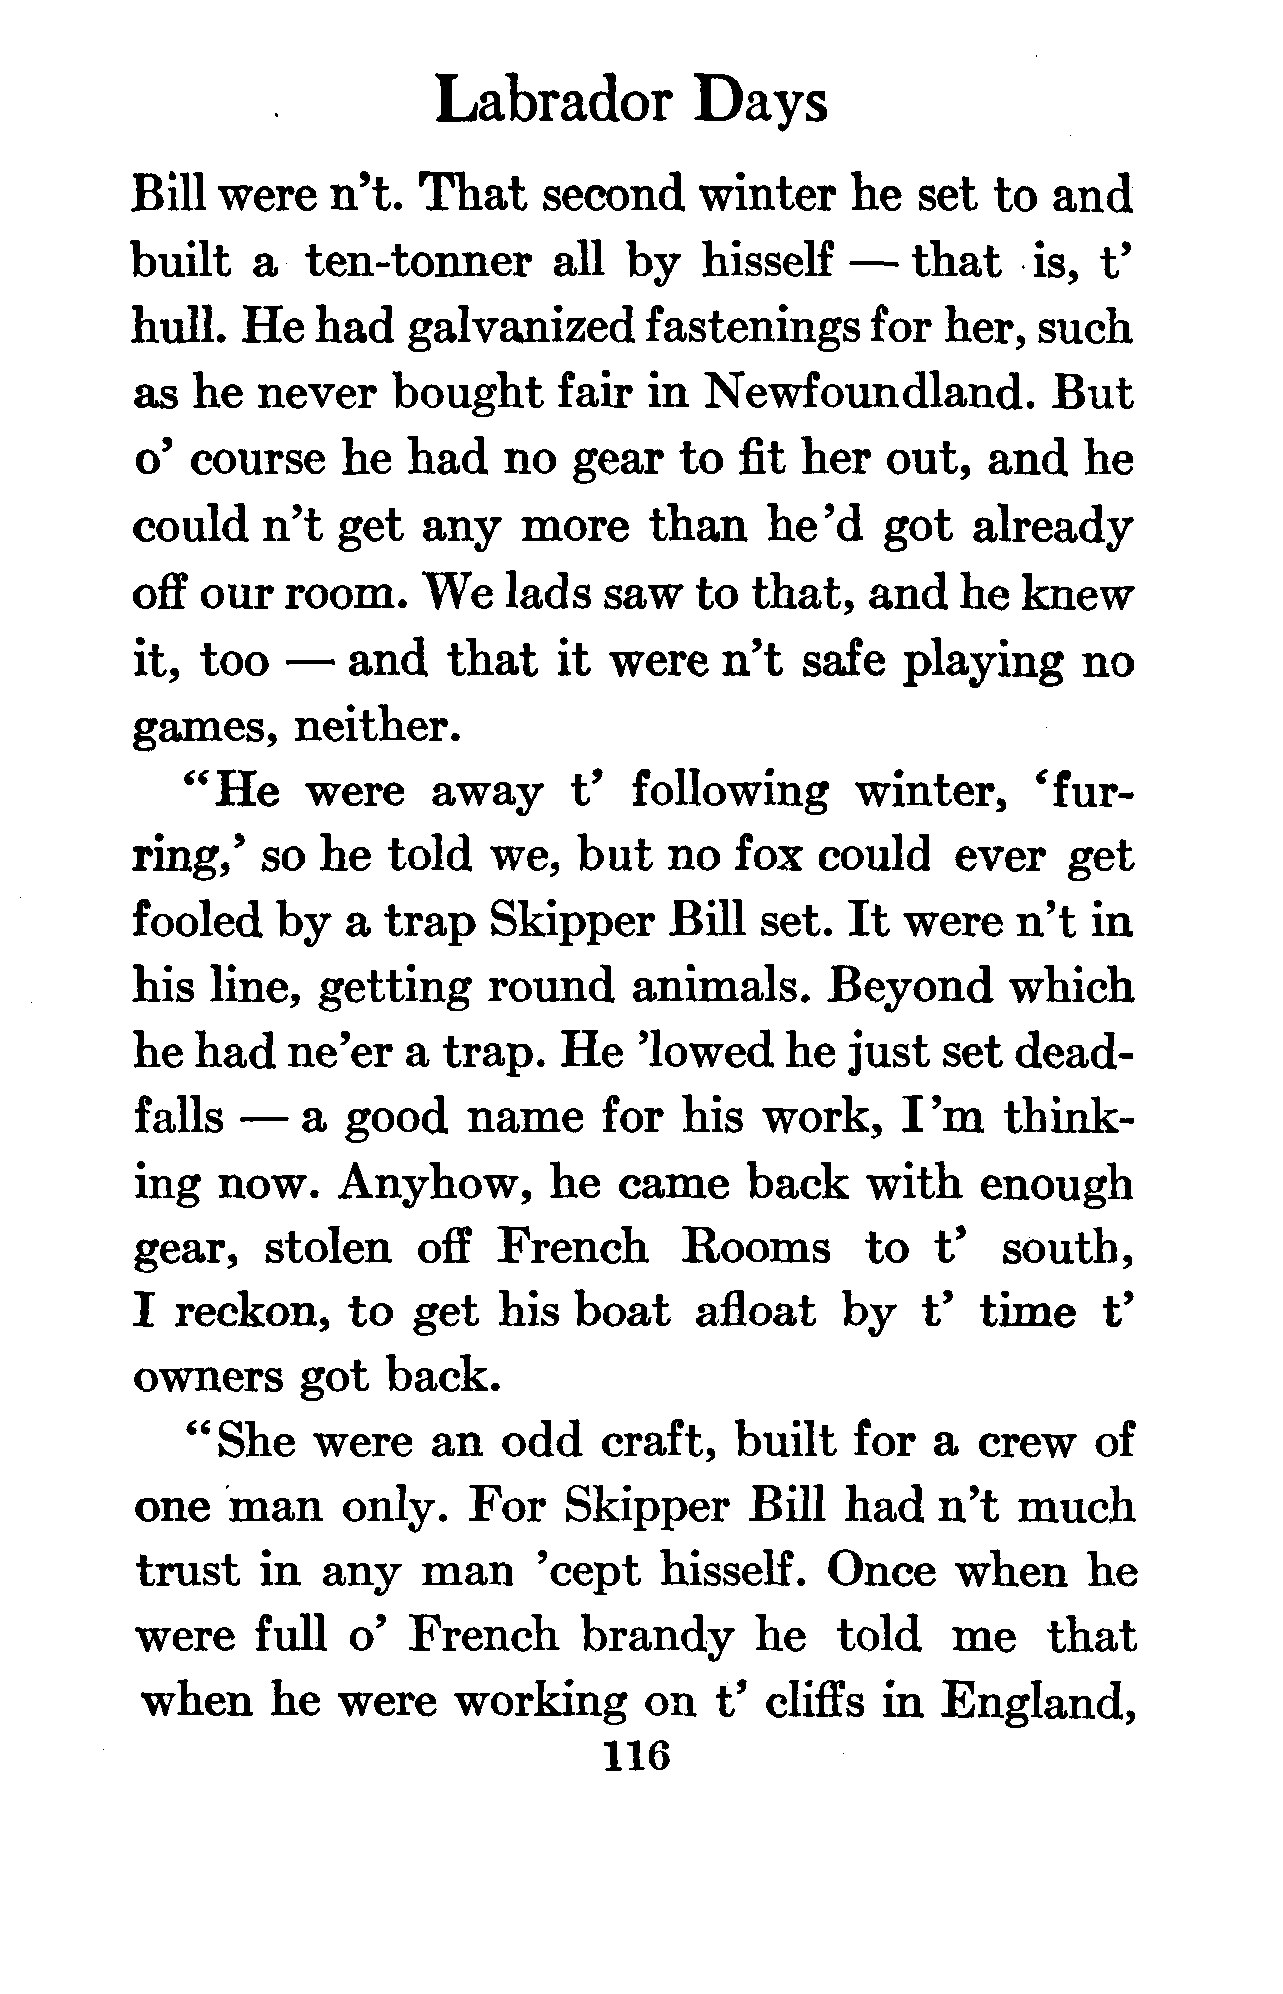 Labrador Days
Bill were n't. That second winter he set to and
built a ten-tonner all by hisself — that is, t'
hull. He had galvanized fastenings for her, such
as he never bought fair in Newfoundland. But
o' course he had no gear to fit her out, and he
could n't get any more than he'd got already
off our room. We lads saw to that, and he knew
it, too — and that it were n't safe playing no
games, neither.
“He were away t' following winter, ‘fur-
ring,’ so he told we, but no fox could ever get
fooled by a trap Skipper Bill set. It were n't in
his line, getting round animals. Beyond which
he had ne'er a trap. He 'lowed he just set dead-
falls — a good name for his work, I'm think-
ing now. Anyhow, he came back with enough
gear, stolen off French Rooms to t' south,
I reckon, to get his boat afloat by t' time t'
owners got back.
“She were an odd craft, built for a crew of
one man only. For Skipper Bill had n't much
trust in any man 'cept hisself. Once when he
were full o' French brandy he told me that
when he were working on t' cliffs in England,
116